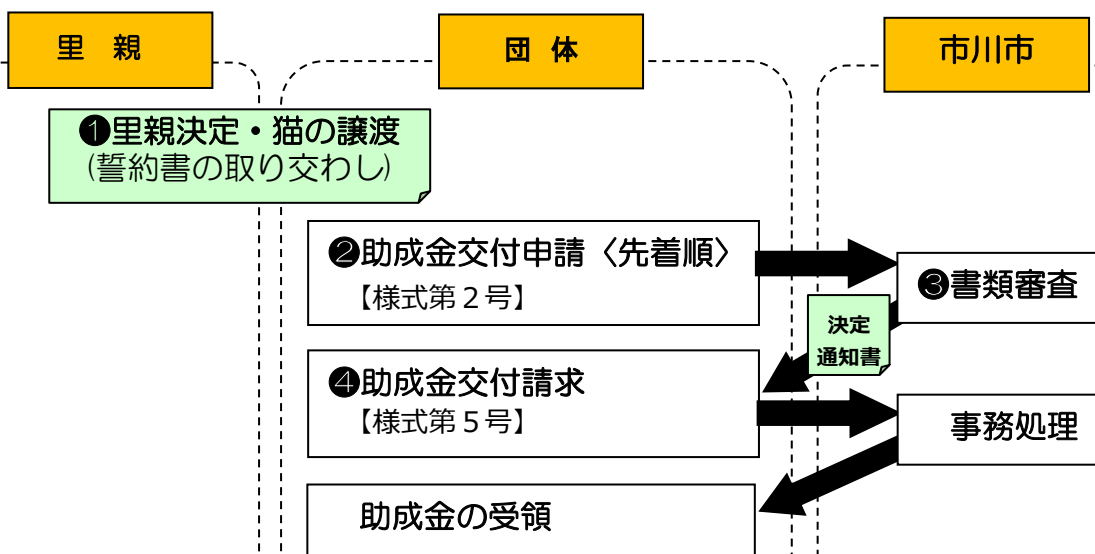 里　親
団 体
市川市
❶里親決定・猫の譲渡
(誓約書の取り交わし)
❷助成金交付申請〈先着順〉
【様式第２号】
❸書類審査
決定
通知書
❹助成金交付請求
【様式第５号】
事務処理
助成金の受領